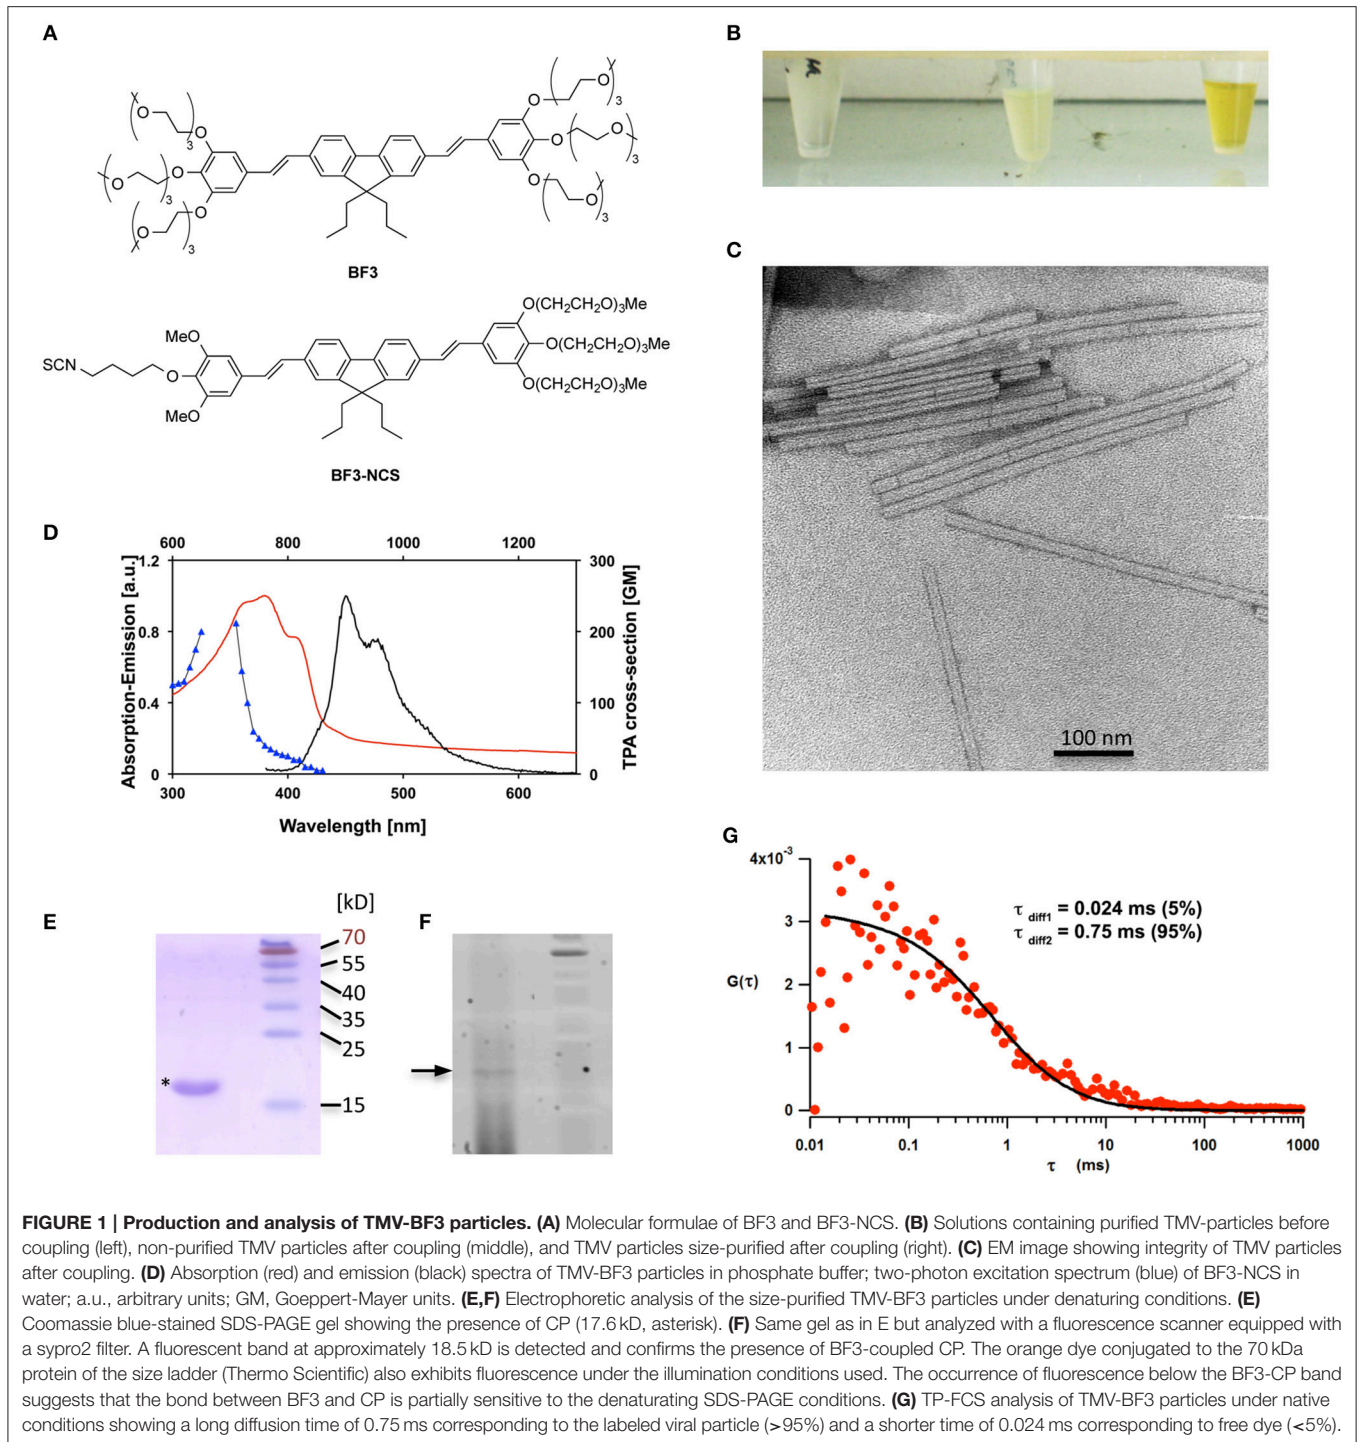 A
O
O
3
O
O
3
O
O
3
O
O
3
O
O
3
O
O
3
BF3
MeO
SCN
O
MeO
O(CH₂CH₂O)₃Me
O(CH₂CH₂O)₃Me
O(CH₂CH₂O)₃Me
BF3-NCS
B
C
100 nm
D
600 800 1000 1200
Absorption-Emission [a.u.]
1.2
0.8
0.4
0
300
200
100
0
TPA cross-section [GM]
300 400 500 600
Wavelength [nm]
E
[kD]
70
55
40
35
25
15
*
F
G
4x10⁻³
3
2
1
0
G(τ)
τ diff1 = 0.024 ms (5%)
τ diff2 = 0.75 ms (95%)
0.01 0.1 1 10 100 1000
τ (ms)
FIGURE 1 | Production and analysis of TMV-BF3 particles. (A) Molecular formulae of BF3 and BF3-NCS. (B) Solutions containing purified TMV-particles before
coupling (left), non-purified TMV particles after coupling (middle), and TMV particles size-purified after coupling (right). (C) EM image showing integrity of TMV particles
after coupling. (D) Absorption (red) and emission (black) spectra of TMV-BF3 particles in phosphate buffer; two-photon excitation spectrum (blue) of BF3-NCS in
water; a.u., arbitrary units; GM, Goeppert-Mayer units. (E,F) Electrophoretic analysis of the size-purified TMV-BF3 particles under denaturing conditions. (E)
Coomassie blue-stained SDS-PAGE gel showing the presence of CP (17.6 kD, asterisk). (F) Same gel as in E but analyzed with a fluorescence scanner equipped with
a sypro2 filter. A fluorescent band at approximately 18.5 kD is detected and confirms the presence of BF3-coupled CP. The orange dye conjugated to the 70 kDa
protein of the size ladder (Thermo Scientific) also exhibits fluorescence under the illumination conditions used. The occurrence of fluorescence below the BF3-CP band
suggests that the bond between BF3 and CP is partially sensitive to the denaturating SDS-PAGE conditions. (G) TP-FCS analysis of TMV-BF3 particles under native
conditions showing a long diffusion time of 0.75 ms corresponding to the labeled viral particle (>95%) and a shorter time of 0.024 ms corresponding to free dye (<5%).